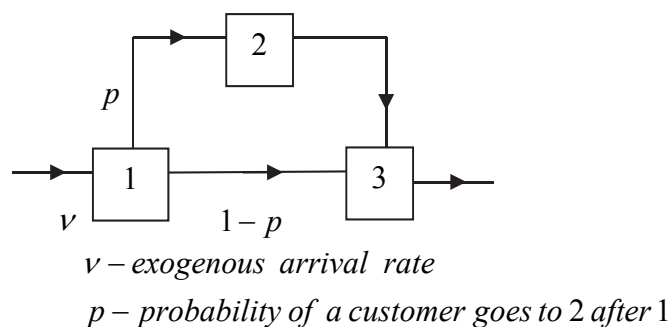 2
p
1
3
ν
1 − p
ν − exogenous arrival rate
p − probability of a customer goes to 2 after 1